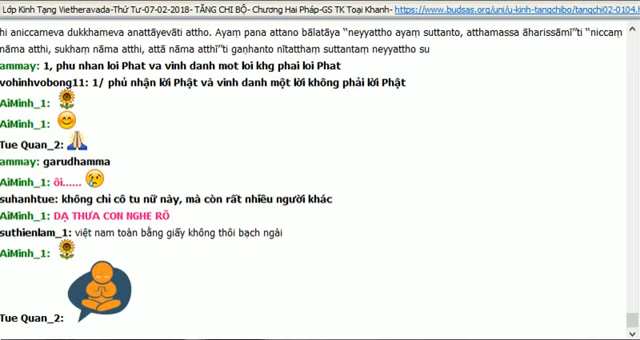 Lớp Kinh Tạng Vietheravada-Thứ Tư-07-02-2018- TĂNG CHI BỘ- Chương Hai Pháp-GS TK Toại Khanh- https://www.budsas.org/uni/u-kinh-tangchibo/tangchi02-0104.h
hi aniccameva dukkhameva anattāyevāti attho. Ayaṃ pana attano bālatāya ‘‘neyyattho ayaṃ suttanto, atthamassa āharissāmī’’ti ‘‘niccaṃ
nāma atthi, sukhaṃ nāma atthi, attā nāma atthī’’ti gaṇhanto nītatthaṃ suttantaṃ neyyattho su
ammay: 1, phu nhan loi Phat va vinh danh mot loi khg phai loi Phat
vohinhvobong11: 1/ phủ nhận lời Phật và vinh danh một lời không phải lời Phật
AiMinh_1:
AiMinh_1:
Tue Quan_2:
ammay: garudhamma
AiMinh_1: ôi......
suhanhtue: không chỉ cô tu nữ này, mà còn rất nhiều người khác
AiMinh_1: DẠ THƯA CON NGHE RÕ
suthienlam_1: việt nam toàn bằng giấy không thôi bạch ngài
AiMinh_1:
Tue Quan_2: